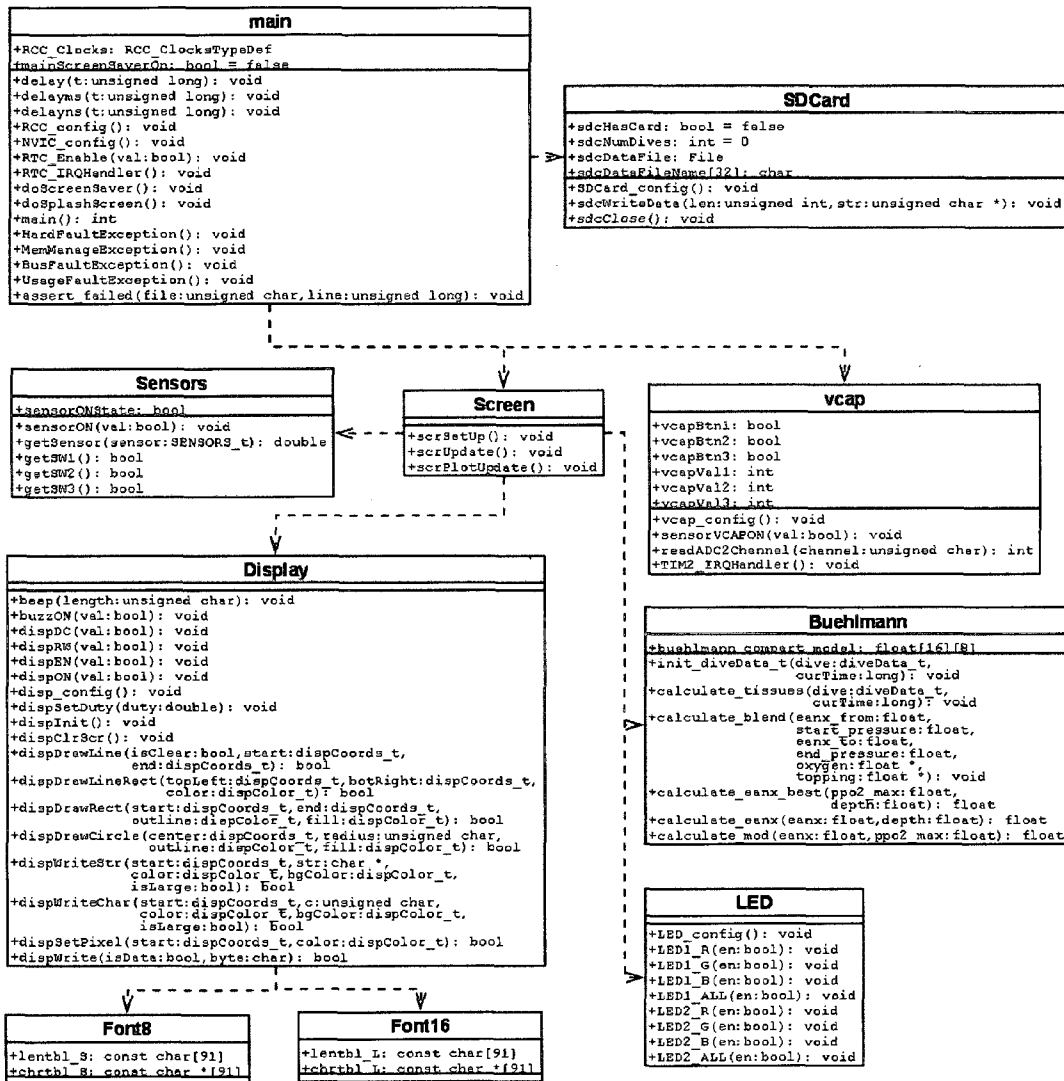 main
+RCC_Clocks: RCC_ClocksTypeDef
+mainScreenSaverOn: bool = false
+delay(t:unsigned long): void
+delayms(t:unsigned long): void
+delayns(t:unsigned long): void
+RCC_config(): void
+NVIC_config(): void
+RTC_Enable(val:bool): void
+RTC_IRQHandler(): void
+doScreenSaver(): void
+doSplashScreen(): void
+main(): int
+HardFaultException(): void
+MemManageException(): void
+BusFaultException(): void
+UsageFaultException(): void
+assert_failed(file:unsigned char,line:unsigned long): void
SDCard
+sdcHasCard: bool = false
+sdcNumDives: int = 0
+sdcDataFile: File
+sdcDataFileName[32]: char
+SDCard_config(): void
+sdcWriteData(len:unsigned int,str:unsigned char *): void
+sdcClose(): void
Sensors
+sensorONState: bool
+sensorON(val:bool): void
+getSensor(sensor:SENSORS_t): double
+getSW1(): bool
+getSW2(): bool
+getSW3(): bool
Screen
+scrSetUp(): void
+scrUpdate(): void
+scrPlotUpdate(): void
vcap
+vcapBtn1: bool
+vcapBtn2: bool
+vcapBtn3: bool
+vcapVal1: int
+vcapVal2: int
+vcapVal3: int
+vcap_config(): void
+sensorVCAPON(val:bool): void
+readADC2Channel(channel:unsigned char): int
+TIM2_IRQHandler(): void
Display
+beep(length:unsigned char): void
+buzzON(val:bool): void
+dispDC(val:bool): void
+dispRW(val:bool): void
+dispEN(val:bool): void
+dispON(val:bool): void
+disp_config(): void
+dispSetDuty(duty:double): void
+dispInit(): void
+dispClrScr(): void
+dispDrawLine(isClear:bool,start:dispCoords_t,
end:dispCoords_t): bool
+dispDrawLineRect(topLeft:dispCoords_t,botRight:dispCoords_t,
color:dispColor_t): bool
+dispDrawRect(start:dispCoords_t,end:dispCoords_t,
outline:dispColor_t,fill:dispColor_t): bool
+dispDrawCircle(center:dispCoords_t,radius:unsigned char,
outline:dispColor_t,fill:dispColor_t): bool
+dispWriteStr(start:dispCoords_t,str:char *,
color:dispColor_t,bgColor:dispColor_t,
isLarge:bool): bool
+dispWriteChar(start:dispCoords_t,c:unsigned char,
color:dispColor_t,bgColor:dispColor_t,
isLarge:bool): bool
+dispSetPixel(start:dispCoords_t,color:dispColor_t): bool
+dispWrite(isData:bool,byte:char): bool
Buehlmann
+buehlmann_compart_model: float[16][8]
+init_diveData_t(dive:diveData_t,
curTime:long): void
+calculate_tissues(dive:diveData_t,
curTime:long): void
+calculate_blend(eanx_from:float,
start_pressure:float,
eanx_to:float,
end_pressure:float,
oxygen:float *,
topping:float *): void
+calculate_eanx_best(ppo2_max:float,
depth:float): float
+calculate_eanx(eanx:float,depth:float): float
+calculate_mod(eanx:float,ppo2_max:float): float
LED
+LED_config(): void
+LED1_R(en:bool): void
+LED1_G(en:bool): void
+LED1_B(en:bool): void
+LED1_ALL(en:bool): void
+LED2_R(en:bool): void
+LED2_G(en:bool): void
+LED2_B(en:bool): void
+LED2_ALL(en:bool): void
Font8
+lentbl_S: const char[91]
+chrtbl_S: const char *[91]
Font16
+lentbl_L: const char[91]
+chrtbl_L: const char *[91]